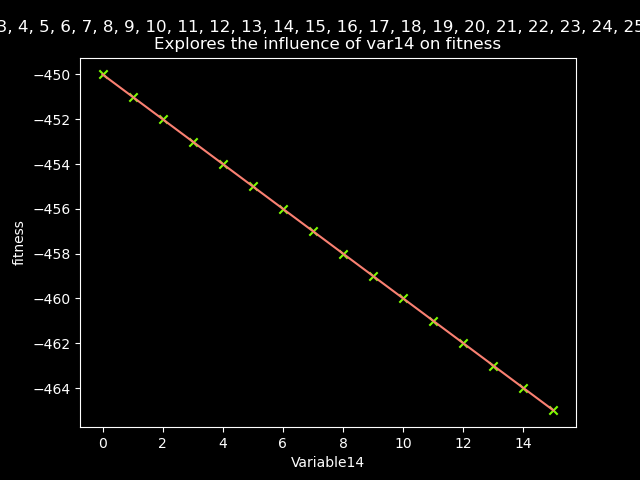 3, 4, 5, 6, 7, 8, 9, 10, 11, 12, 13, 14, 15, 16, 17, 18, 19, 20, 21, 22, 23, 24, 25
Explores the influence of var14 on fitness
−450
−452
−454
−456
−458
−460
−462
−464
fitness
0 2 4 6 8 10 12 14
Variable14